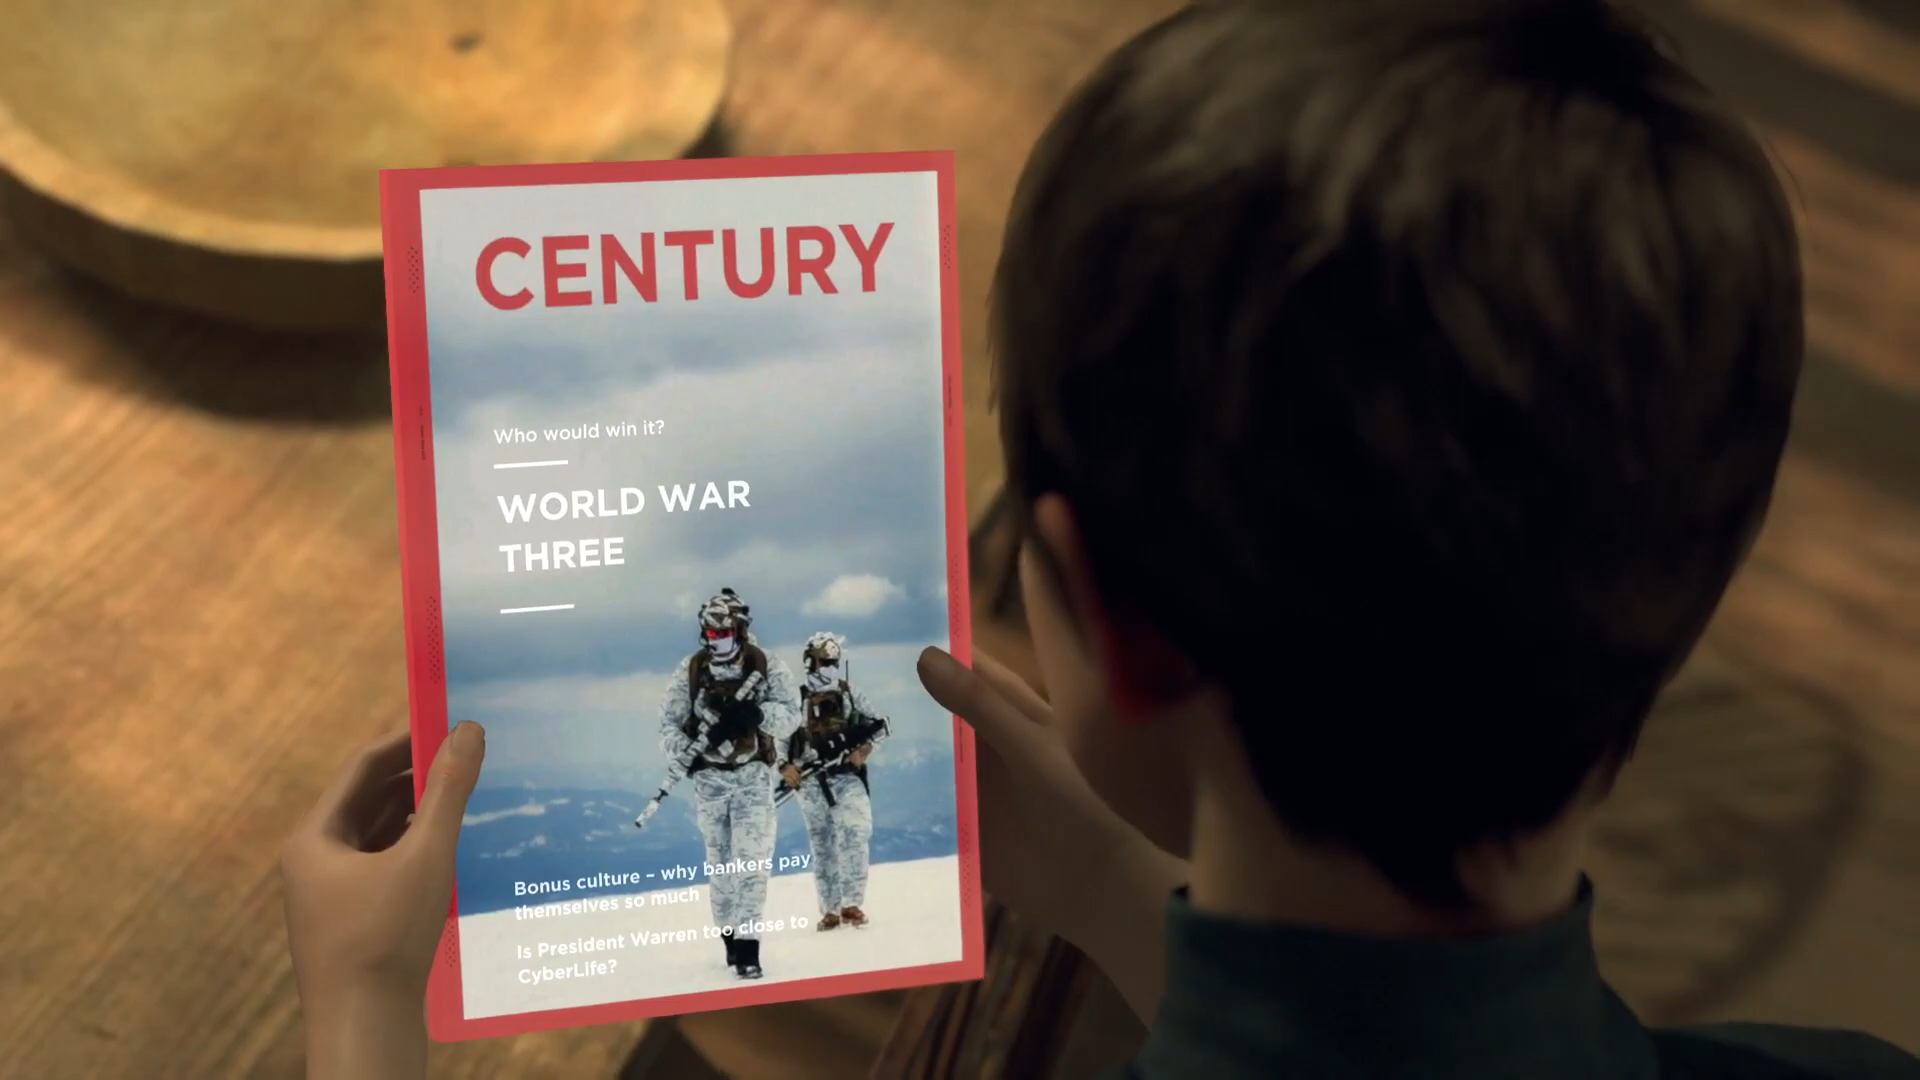 CENTURY
Who would win it?
WORLD WAR
THREE
Bonus culture – why bankers pay
themselves so much
Is President Warren too close to
CyberLife?